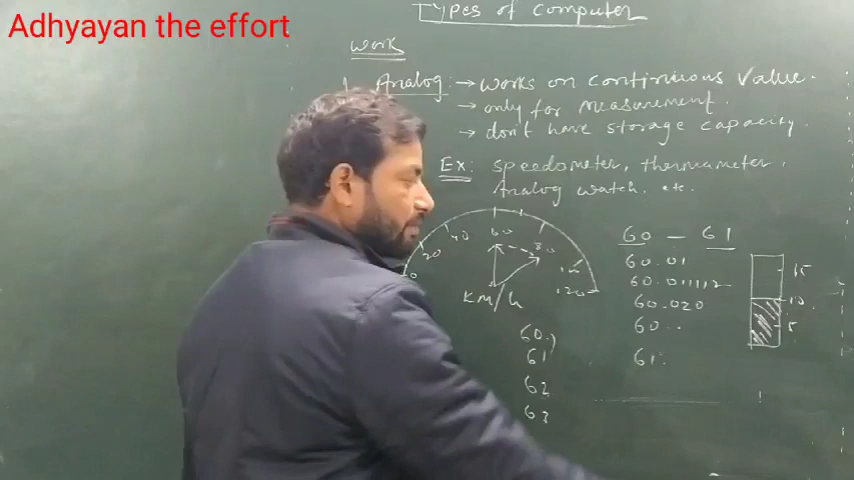 Adhyayan the effort
Types of computer
work
Analog :→ works on continuous value.
→ only for measurement.
→ don't have storage capacity.
Ex: speedometer, thermometer,
Analog watch. etc.
20 40 60 80 120
km/h
60
61
62
63
60 — 61
60.01
60.011112
60.020
60..
61
15
10
5